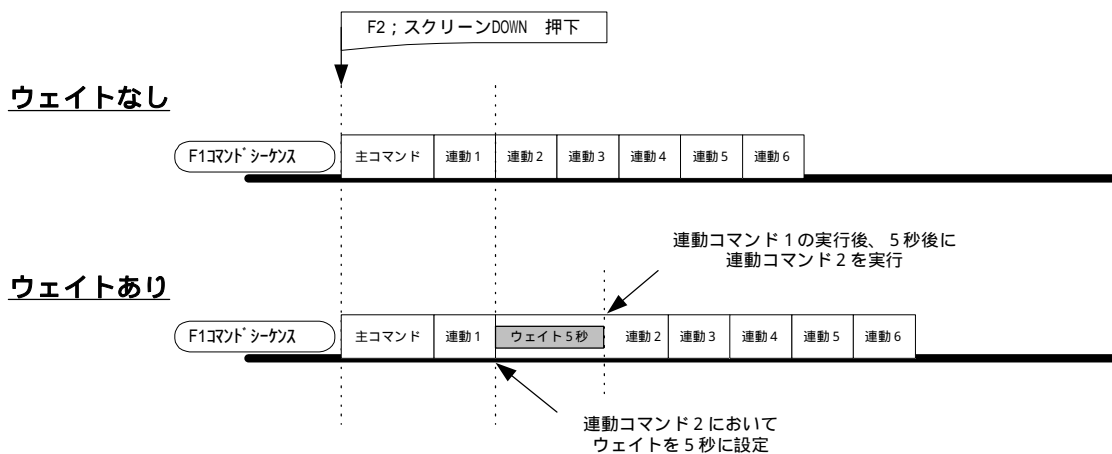 F2；スクリーンDOWN　押下
ウェイトなし
F1ｺﾏﾝﾄﾞｼｰｹﾝｽ
主コマンド
連動１
連動２
連動３
連動４
連動５
連動６
連動コマンド１の実行後、５秒後に
連動コマンド２を実行
ウェイトあり
F1ｺﾏﾝﾄﾞｼｰｹﾝｽ
主コマンド
連動１
ウェイト５秒
連動２
連動３
連動４
連動５
連動６
連動コマンド２において
ウェイトを５秒に設定